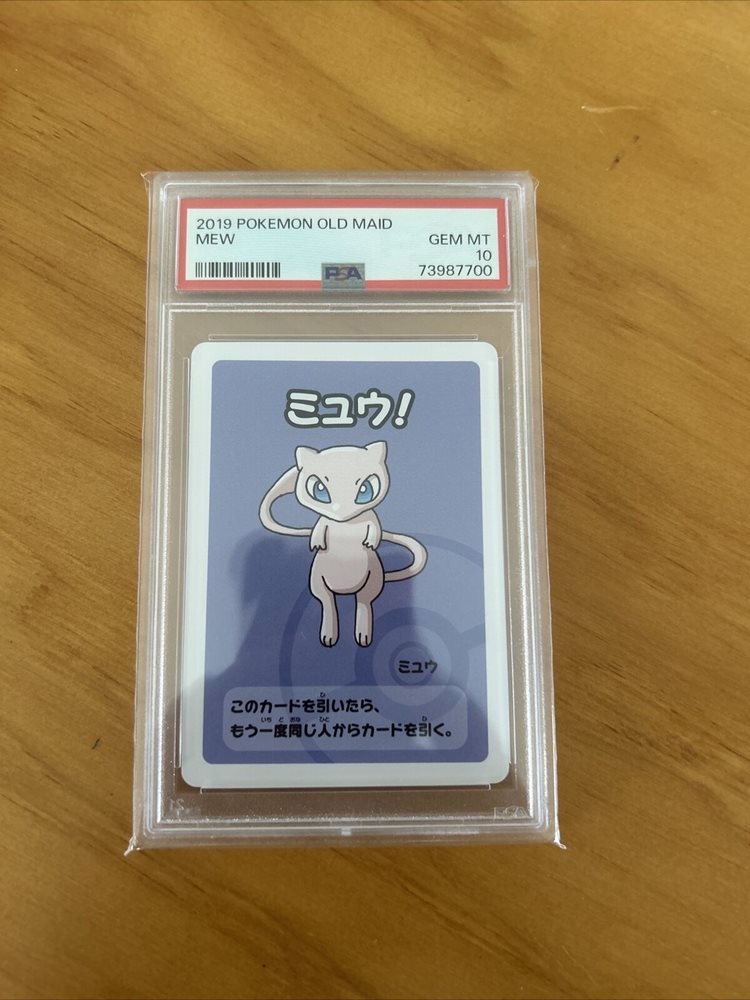 2019 POKEMON OLD MAID
MEW GEM MT
10
PSA 73987700
ミュウ!
ミュウ
このカードを引いたら、
もう一度同じ人からカードを引く。